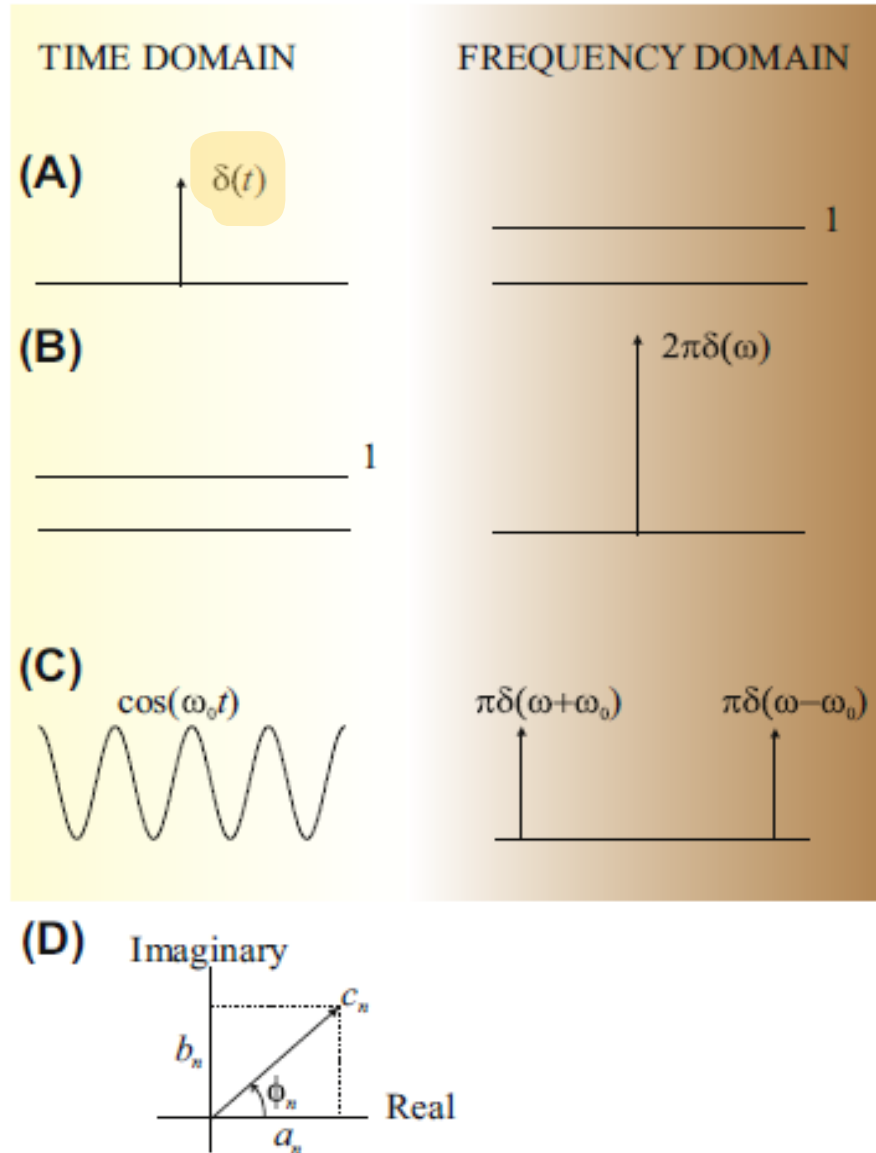 TIME DOMAIN FREQUENCY DOMAIN
(A) δ(t) 1
(B) 1 2πδ(ω)
(C) cos(ω₀t) πδ(ω+ω₀) πδ(ω−ω₀)
(D) Imaginary
cₙ
bₙ
ϕₙ
Real
aₙ